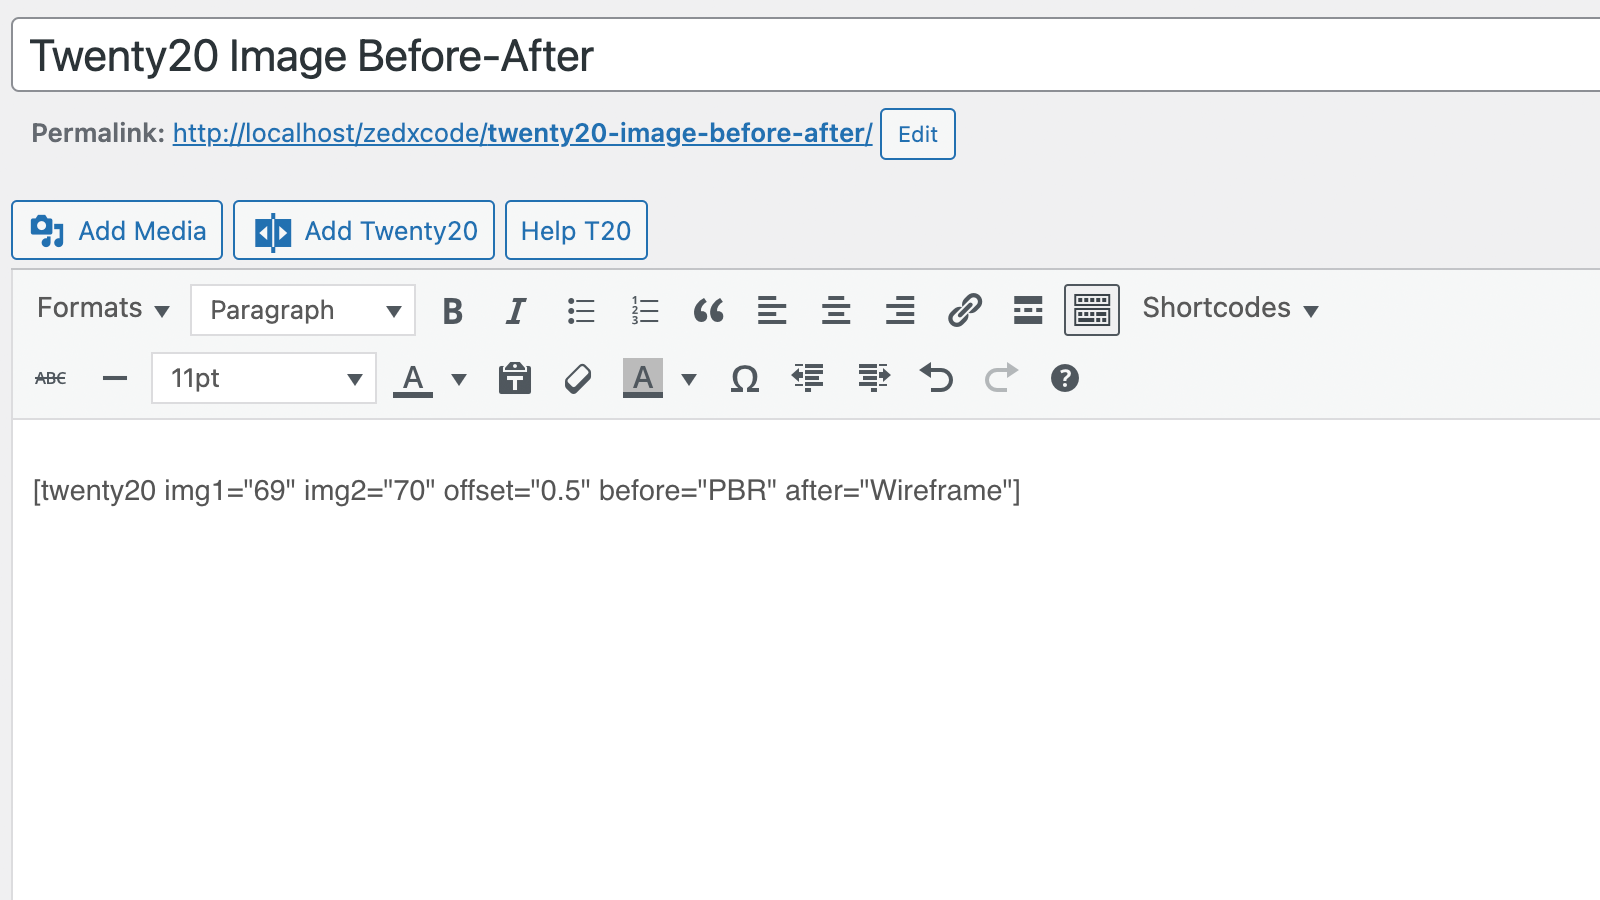 Twenty20 Image Before-After
Permalink: http://localhost/zedxcode/twenty20-image-before-after/ Edit
Add Media Add Twenty20 Help T20
Formats Paragraph B I Shortcodes
ABC 11pt A A Ω ?
[twenty20 img1="69" img2="70" offset="0.5" before="PBR" after="Wireframe"]